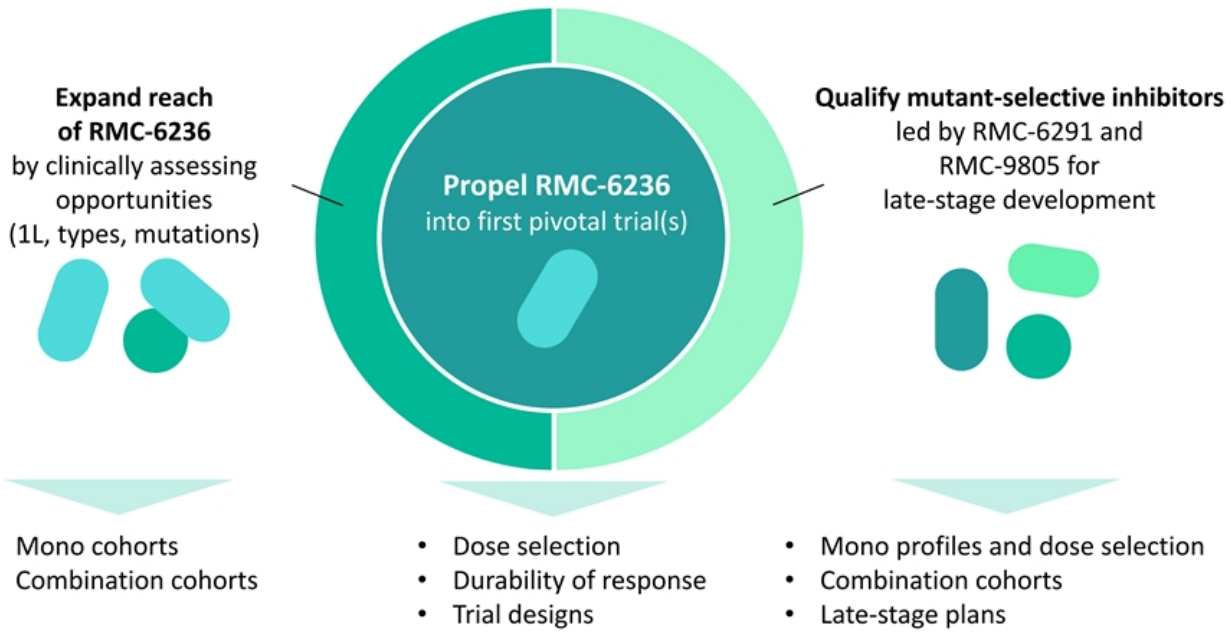 Expand reach
of RMC-6236
by clinically assessing
opportunities
(1L, types, mutations)
Propel RMC-6236
into first pivotal trial(s)
Qualify mutant-selective inhibitors
led by RMC-6291 and
RMC-9805 for
late-stage development
Mono cohorts
Combination cohorts
• Dose selection
• Durability of response
• Trial designs
• Mono profiles and dose selection
• Combination cohorts
• Late-stage plans